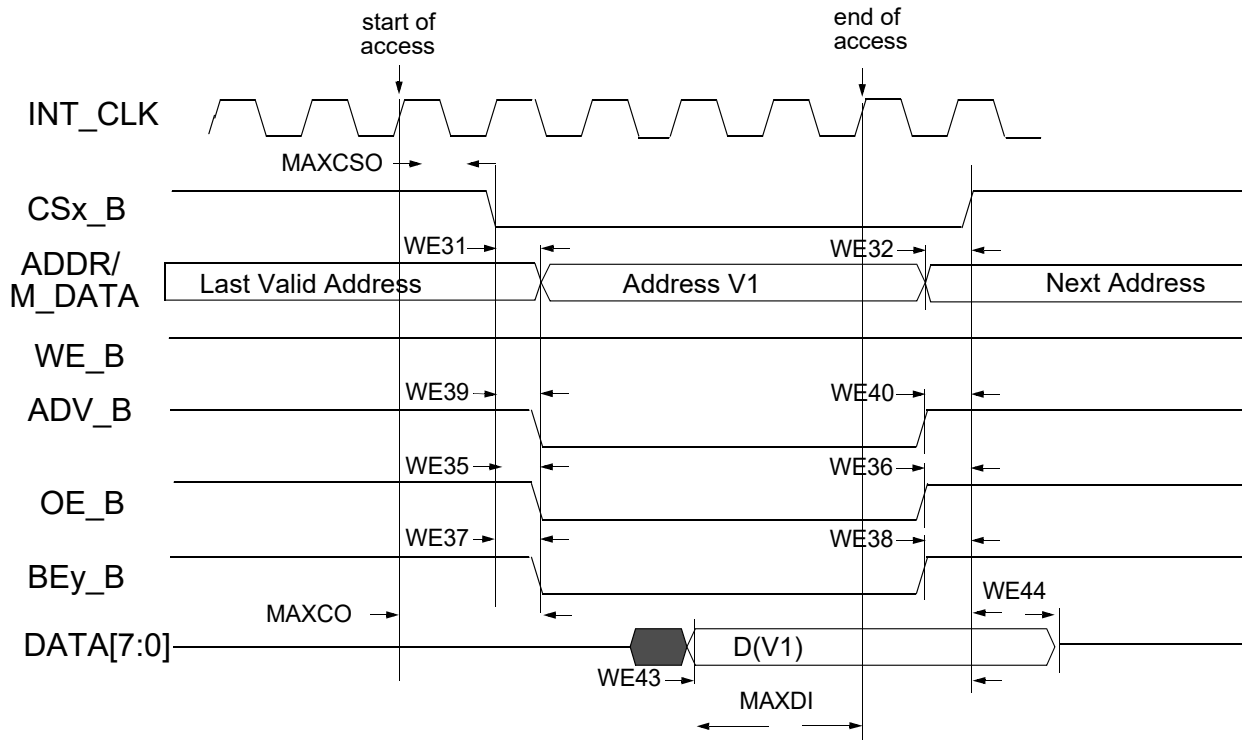 start of
access
end of
access
INT_CLK
MAXCSO
CSx_B
WE31
WE32
ADDR/
M_DATA
Last Valid Address
Address V1
Next Address
WE_B
WE39
WE40
ADV_B
WE35
WE36
OE_B
WE37
WE38
BEy_B
WE44
MAXCO
DATA[7:0]
D(V1)
WE43
MAXDI